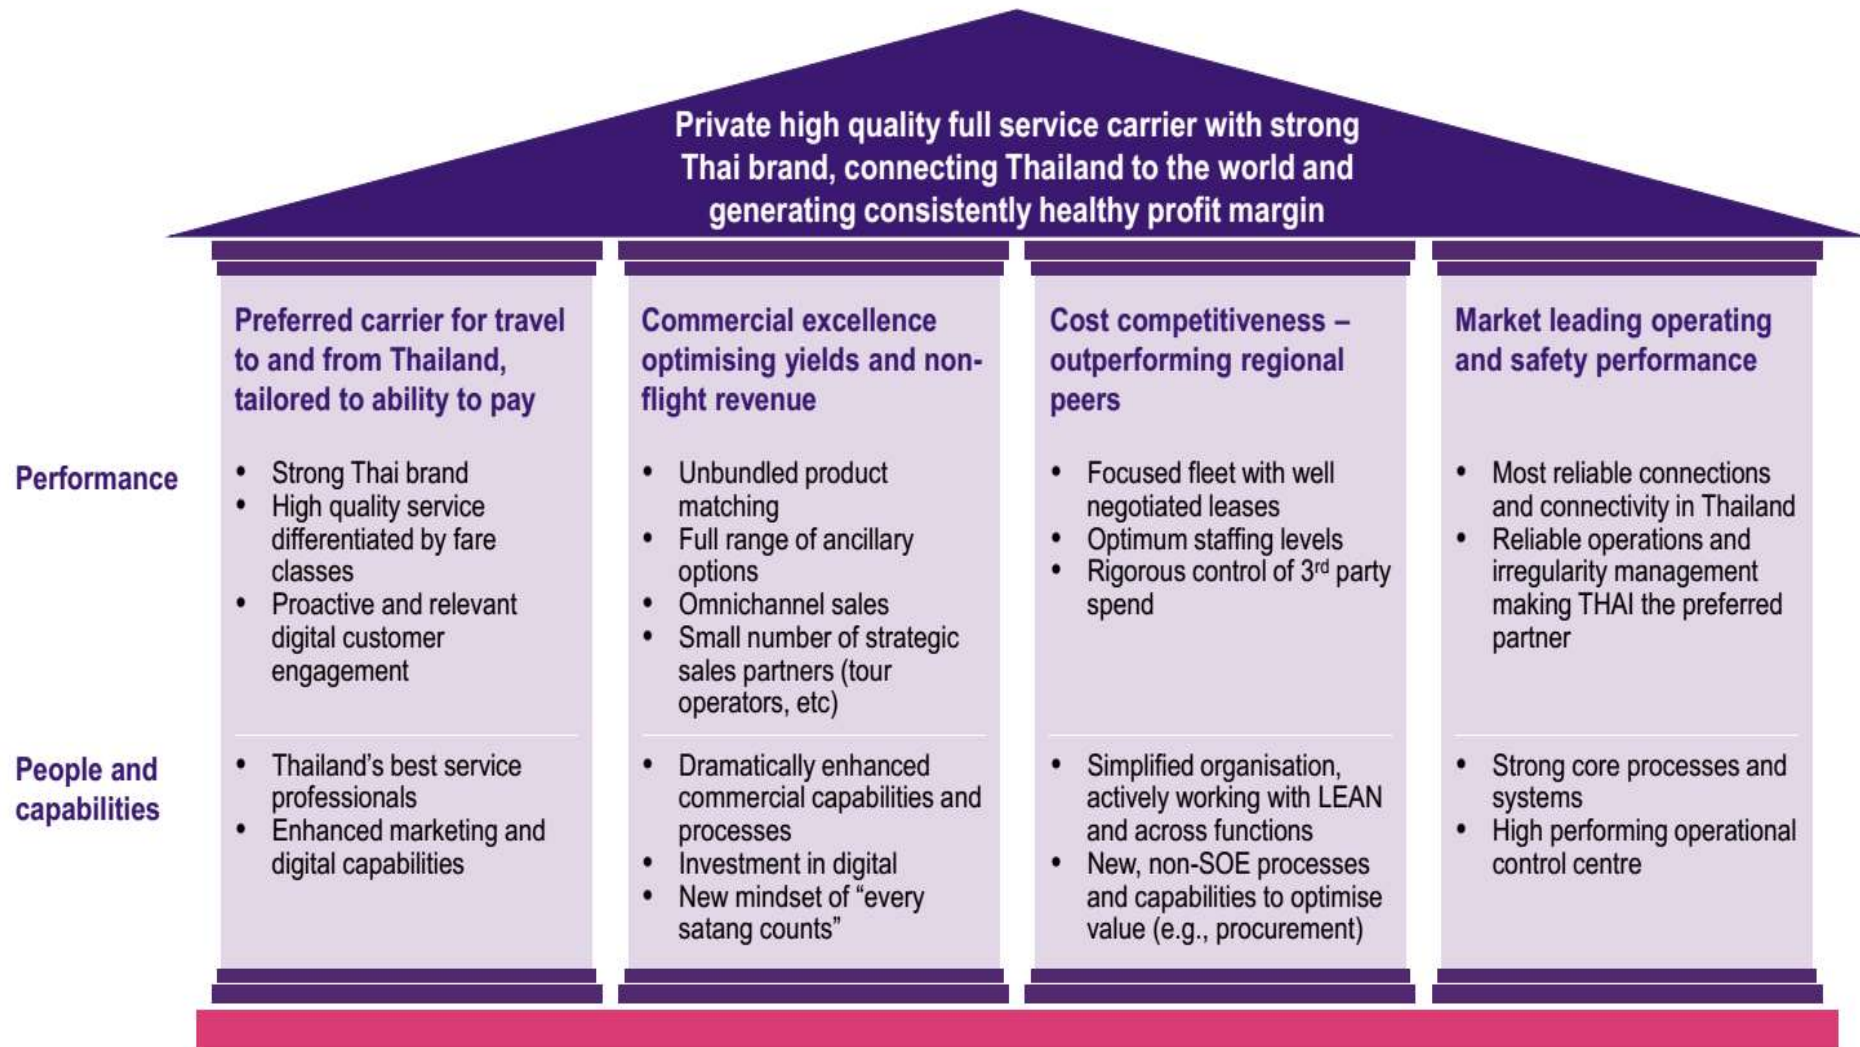 Private high quality full service carrier with strong
Thai brand, connecting Thailand to the world and
generating consistently healthy profit margin
Preferred carrier for travel
to and from Thailand,
tailored to ability to pay
Commercial excellence
optimising yields and non-
flight revenue
Cost competitiveness –
outperforming regional
peers
Market leading operating
and safety performance
Performance
• Strong Thai brand
• High quality service
differentiated by fare
classes
• Proactive and relevant
digital customer
engagement
• Unbundled product
matching
• Full range of ancillary
options
• Omnichannel sales
• Small number of strategic
sales partners (tour
operators, etc)
• Focused fleet with well
negotiated leases
• Optimum staffing levels
• Rigorous control of 3rd party
spend
• Most reliable connections
and connectivity in Thailand
• Reliable operations and
irregularity management
making THAI the preferred
partner
People and
capabilities
• Thailand’s best service
professionals
• Enhanced marketing and
digital capabilities
• Dramatically enhanced
commercial capabilities and
processes
• Investment in digital
• New mindset of “every
satang counts”
• Simplified organisation,
actively working with LEAN
and across functions
• New, non-SOE processes
and capabilities to optimise
value (e.g., procurement)
• Strong core processes and
systems
• High performing operational
control centre